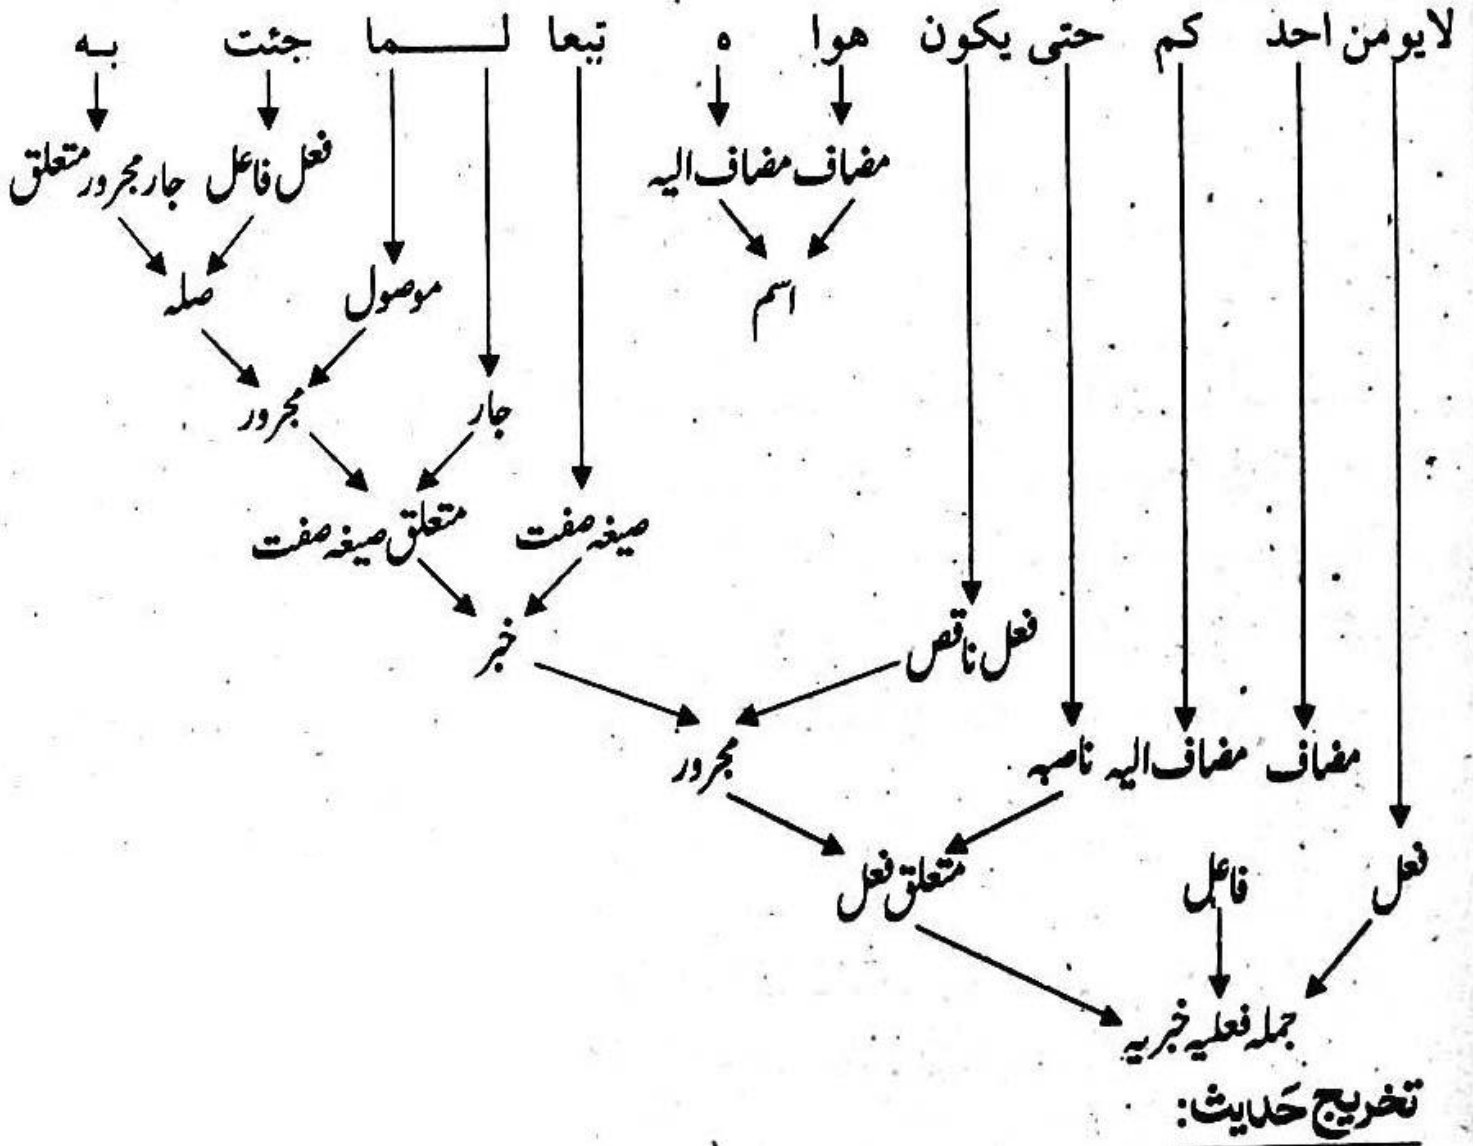 لایومن احد کم حتی یکون هوا ه تبعا لـــما جئت بـه
مضاف مضاف الیہ فعل فاعل جار مجرور متعلق
اسم موصول صلہ
جار مجرور
صیغہ صفت متعلق صیغہ صفت
فعل ناقص خبر
مضاف مضاف الیہ ناصبہ مجرور
فعل فاعل متعلق فعل
جملہ فعلیہ خبریہ
تخریج حَدیث: